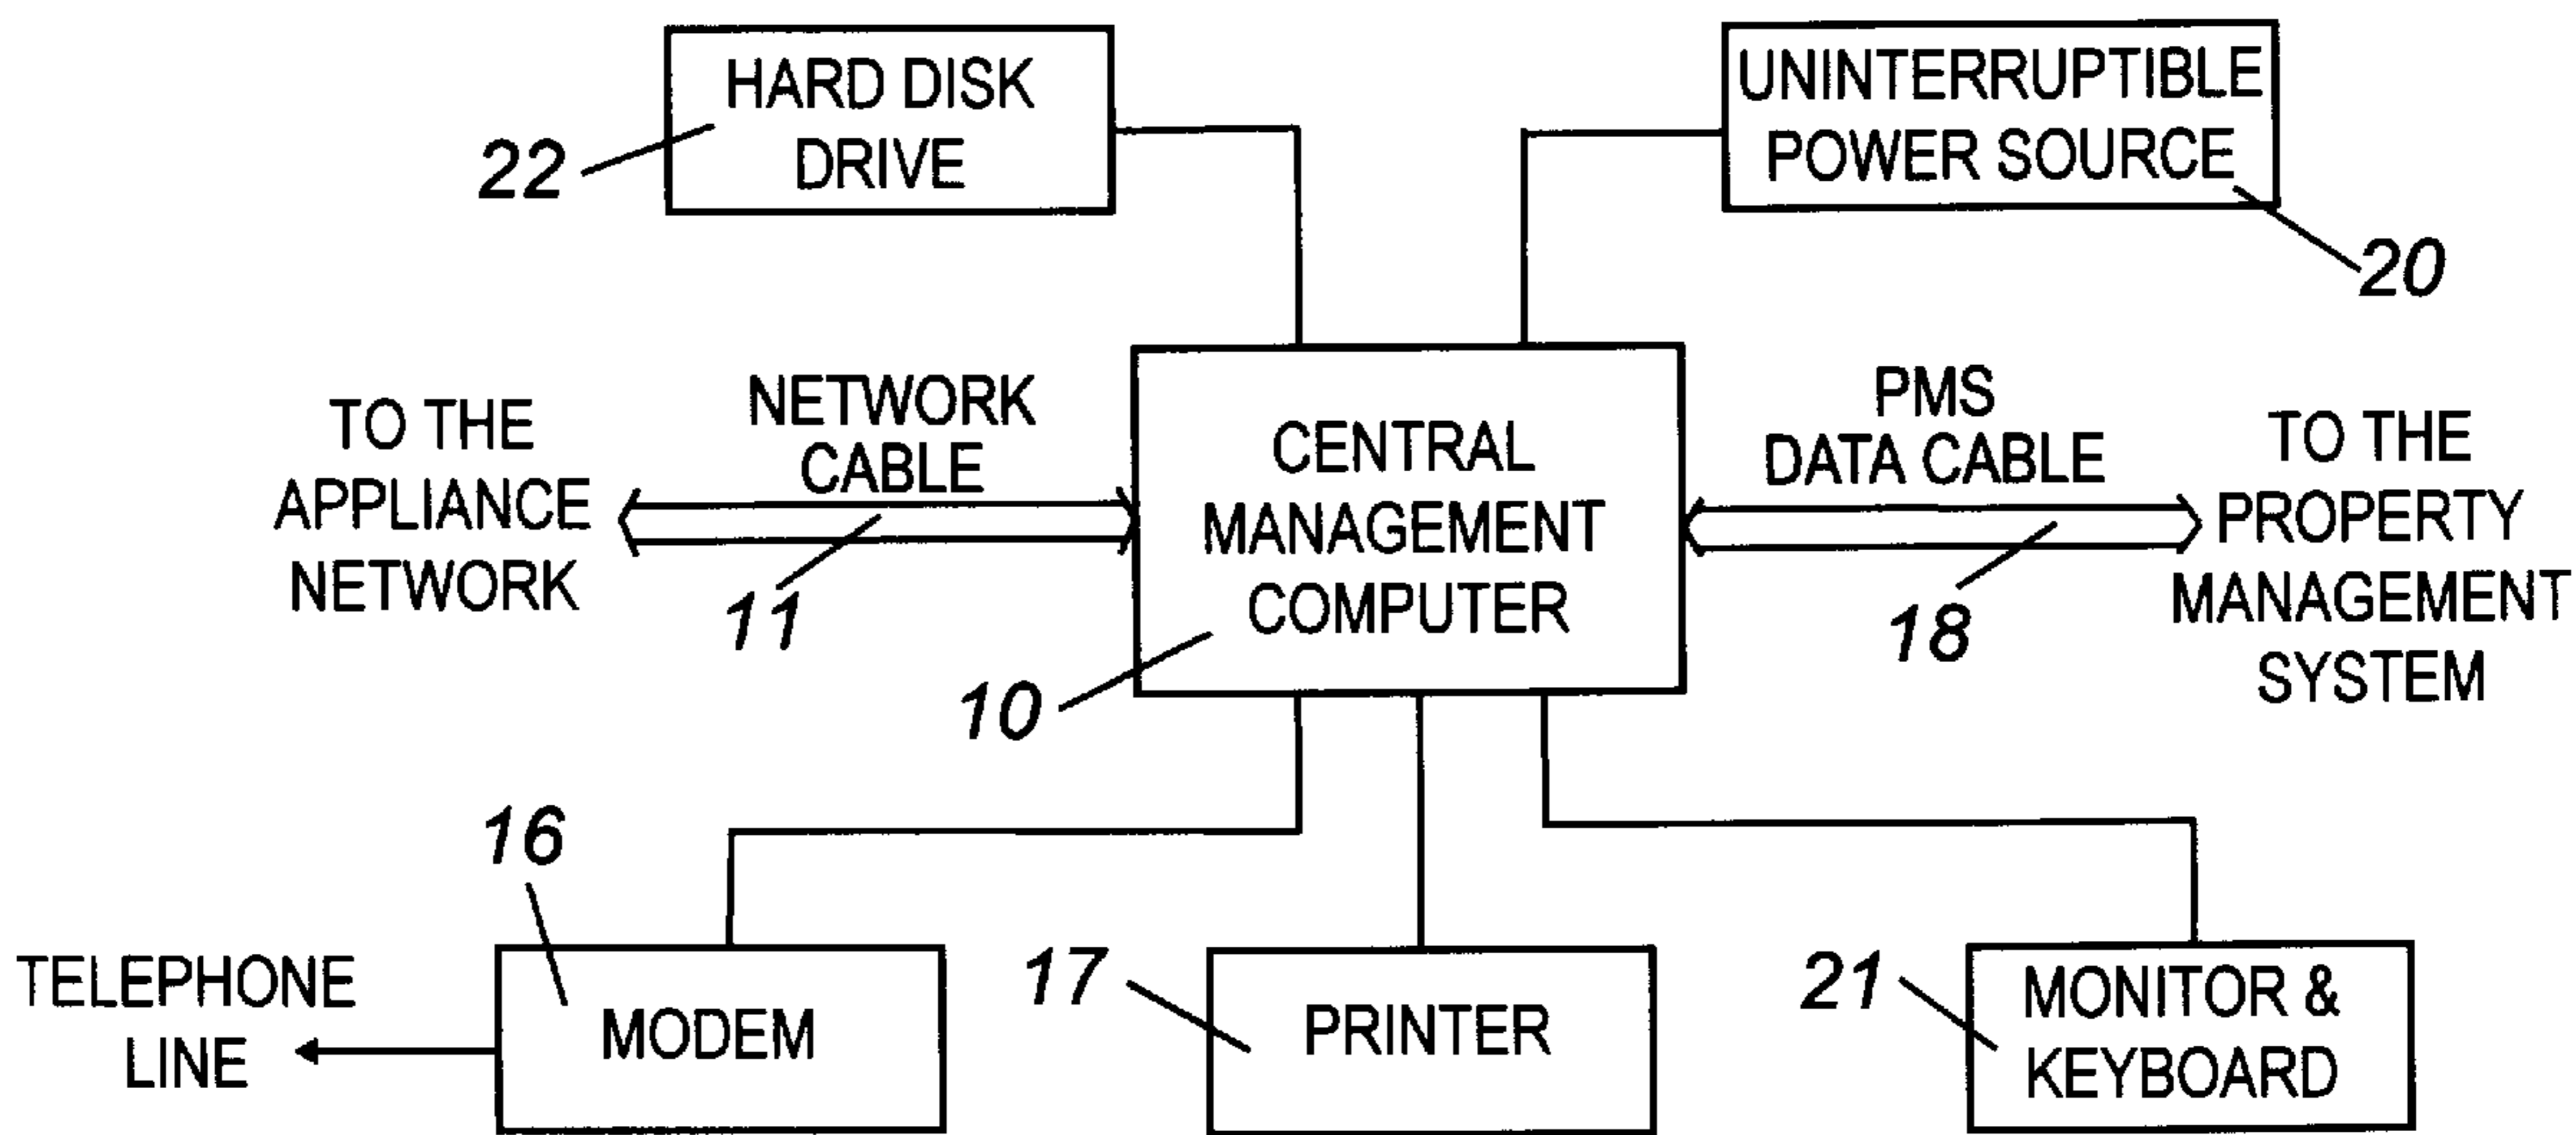 HARD DISK
DRIVE
22
UNINTERRUPTIBLE
POWER SOURCE
20
TO THE
APPLIANCE
NETWORK
NETWORK
CABLE
11
CENTRAL
MANAGEMENT
COMPUTER
10
PMS
DATA CABLE
18
TO THE
PROPERTY
MANAGEMENT
SYSTEM
16
TELEPHONE
LINE
MODEM
17
PRINTER
21
MONITOR &
KEYBOARD